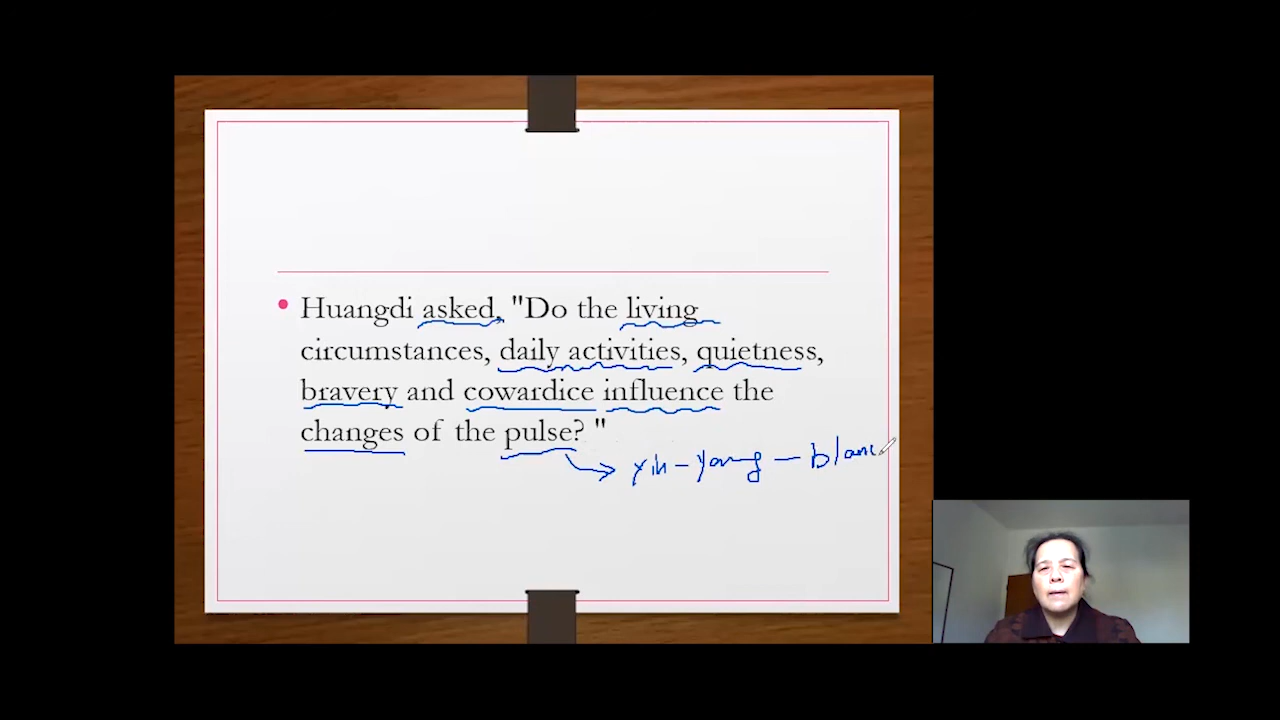 Huangdi asked, "Do the living
circumstances, daily activities, quietness,
bravery and cowardice influence the
changes of the pulse? "
yin-yang - blanc